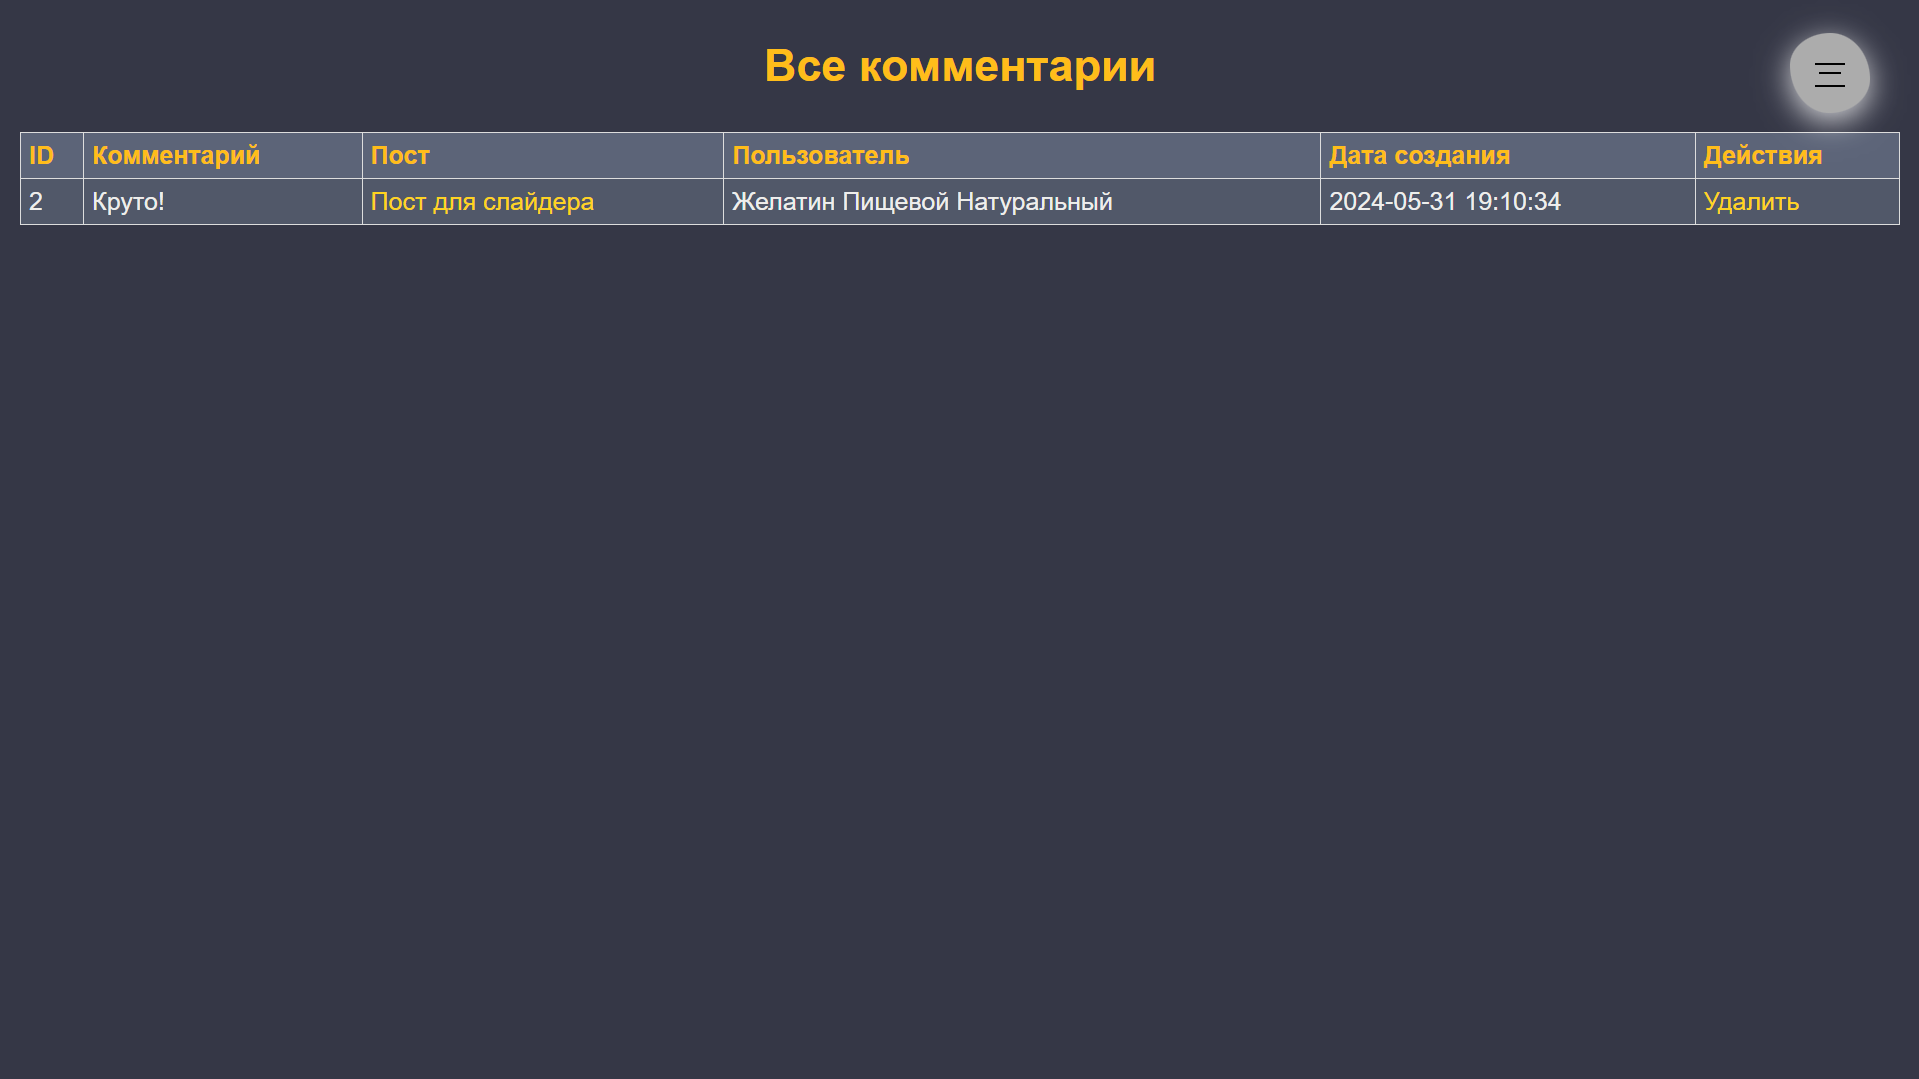 Все комментарии
ID Комментарий Пост Пользователь Дата создания Действия
2 Круто! Пост для слайдера Желатин Пищевой Натуральный 2024-05-31 19:10:34 Удалить